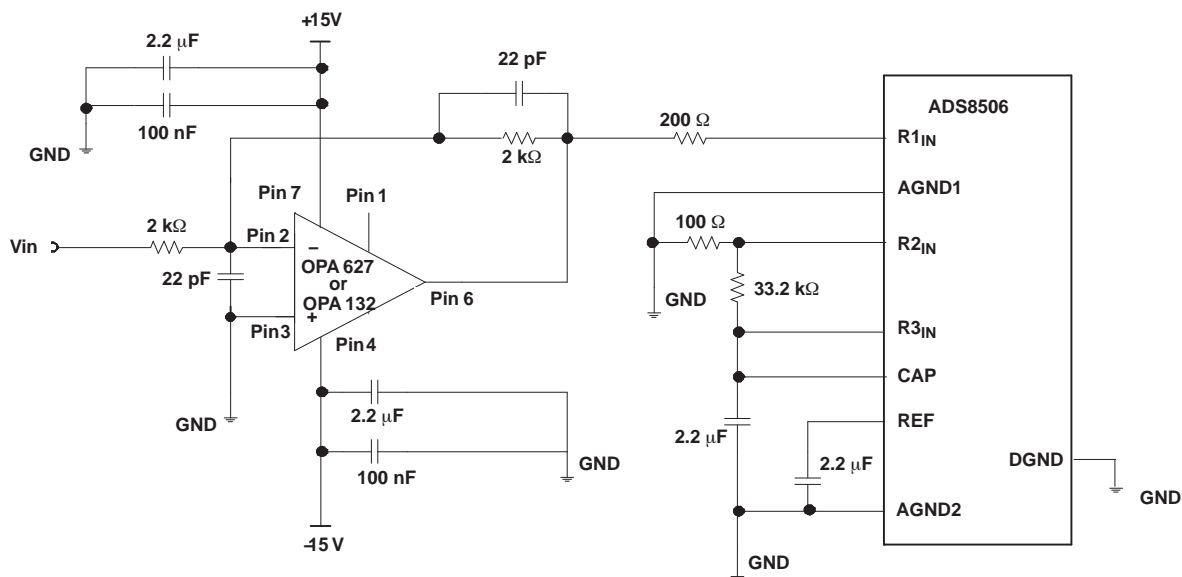 +15V
2.2 μF
100 nF
GND
22 pF
2 kΩ
200 Ω
ADS8506
R1IN
AGND1
100 Ω
R2IN
33.2 kΩ
GND
R3IN
CAP
2.2 μF
REF
2.2 μF
DGND
GND
AGND2
GND
Pin 7
Pin 1
2 kΩ
Vin
Pin 2
–
22 pF
OPA 627
or
OPA 132
Pin 6
Pin3
+
Pin 4
GND
2.2 μF
100 nF
GND
–15 V